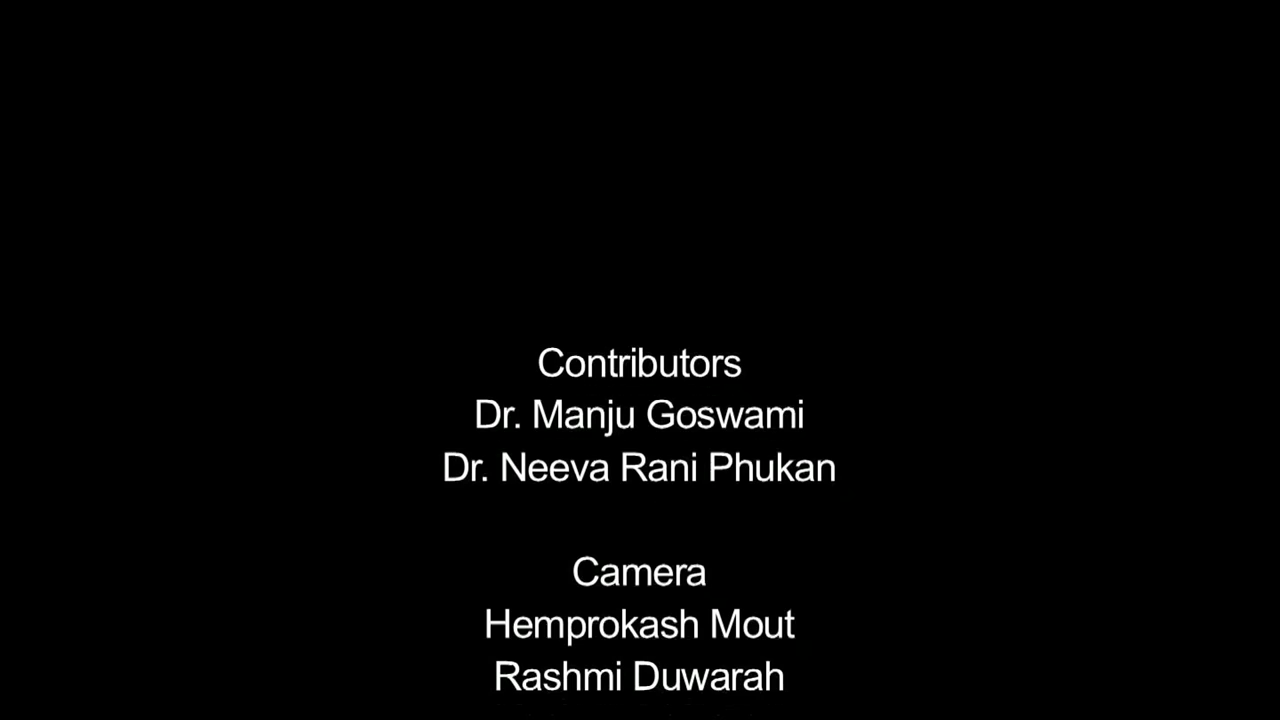 Contributors
Dr. Manju Goswami
Dr. Neeva Rani Phukan
Camera
Hemprokash Mout
Rashmi Duwarah